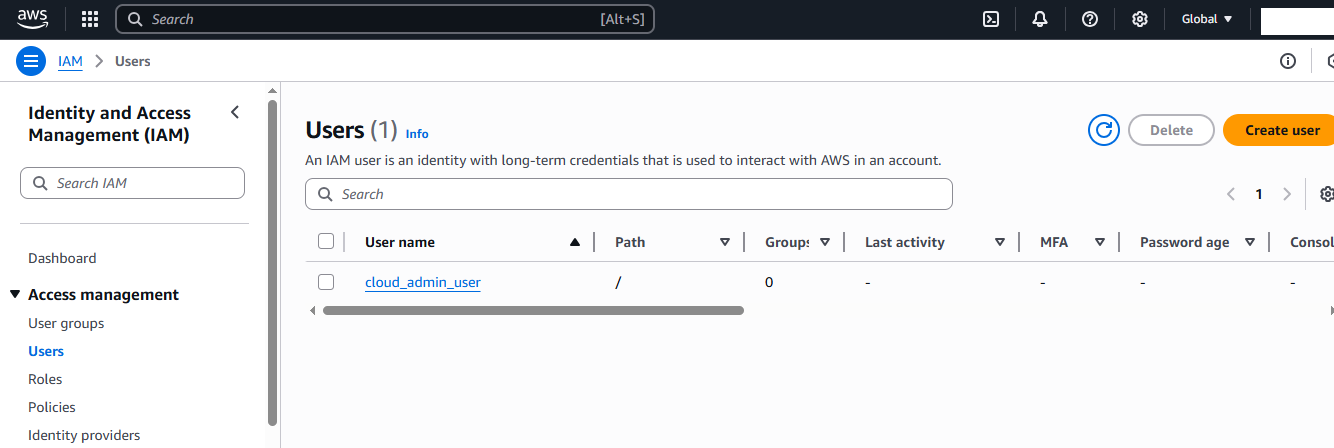 aws Search [Alt+S] Global
IAM > Users
Identity and Access
Management (IAM)
Search IAM
Dashboard
Access management
User groups
Users
Roles
Policies
Identity providers
Users (1) Info
Delete
Create user
An IAM user is an identity with long-term credentials that is used to interact with AWS in an account.
Search
1
User name Path Groups Last activity MFA Password age Consol
cloud_admin_user / 0 - - - -